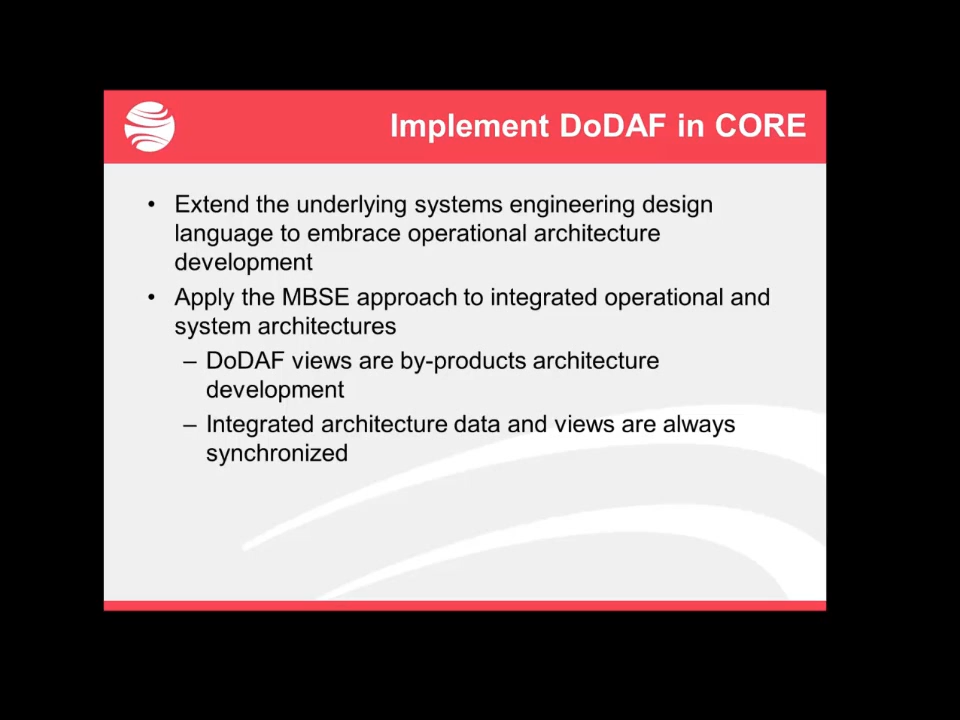 Implement DoDAF in CORE
• Extend the underlying systems engineering design
language to embrace operational architecture
development
• Apply the MBSE approach to integrated operational and
system architectures
– DoDAF views are by-products architecture
development
– Integrated architecture data and views are always
synchronized